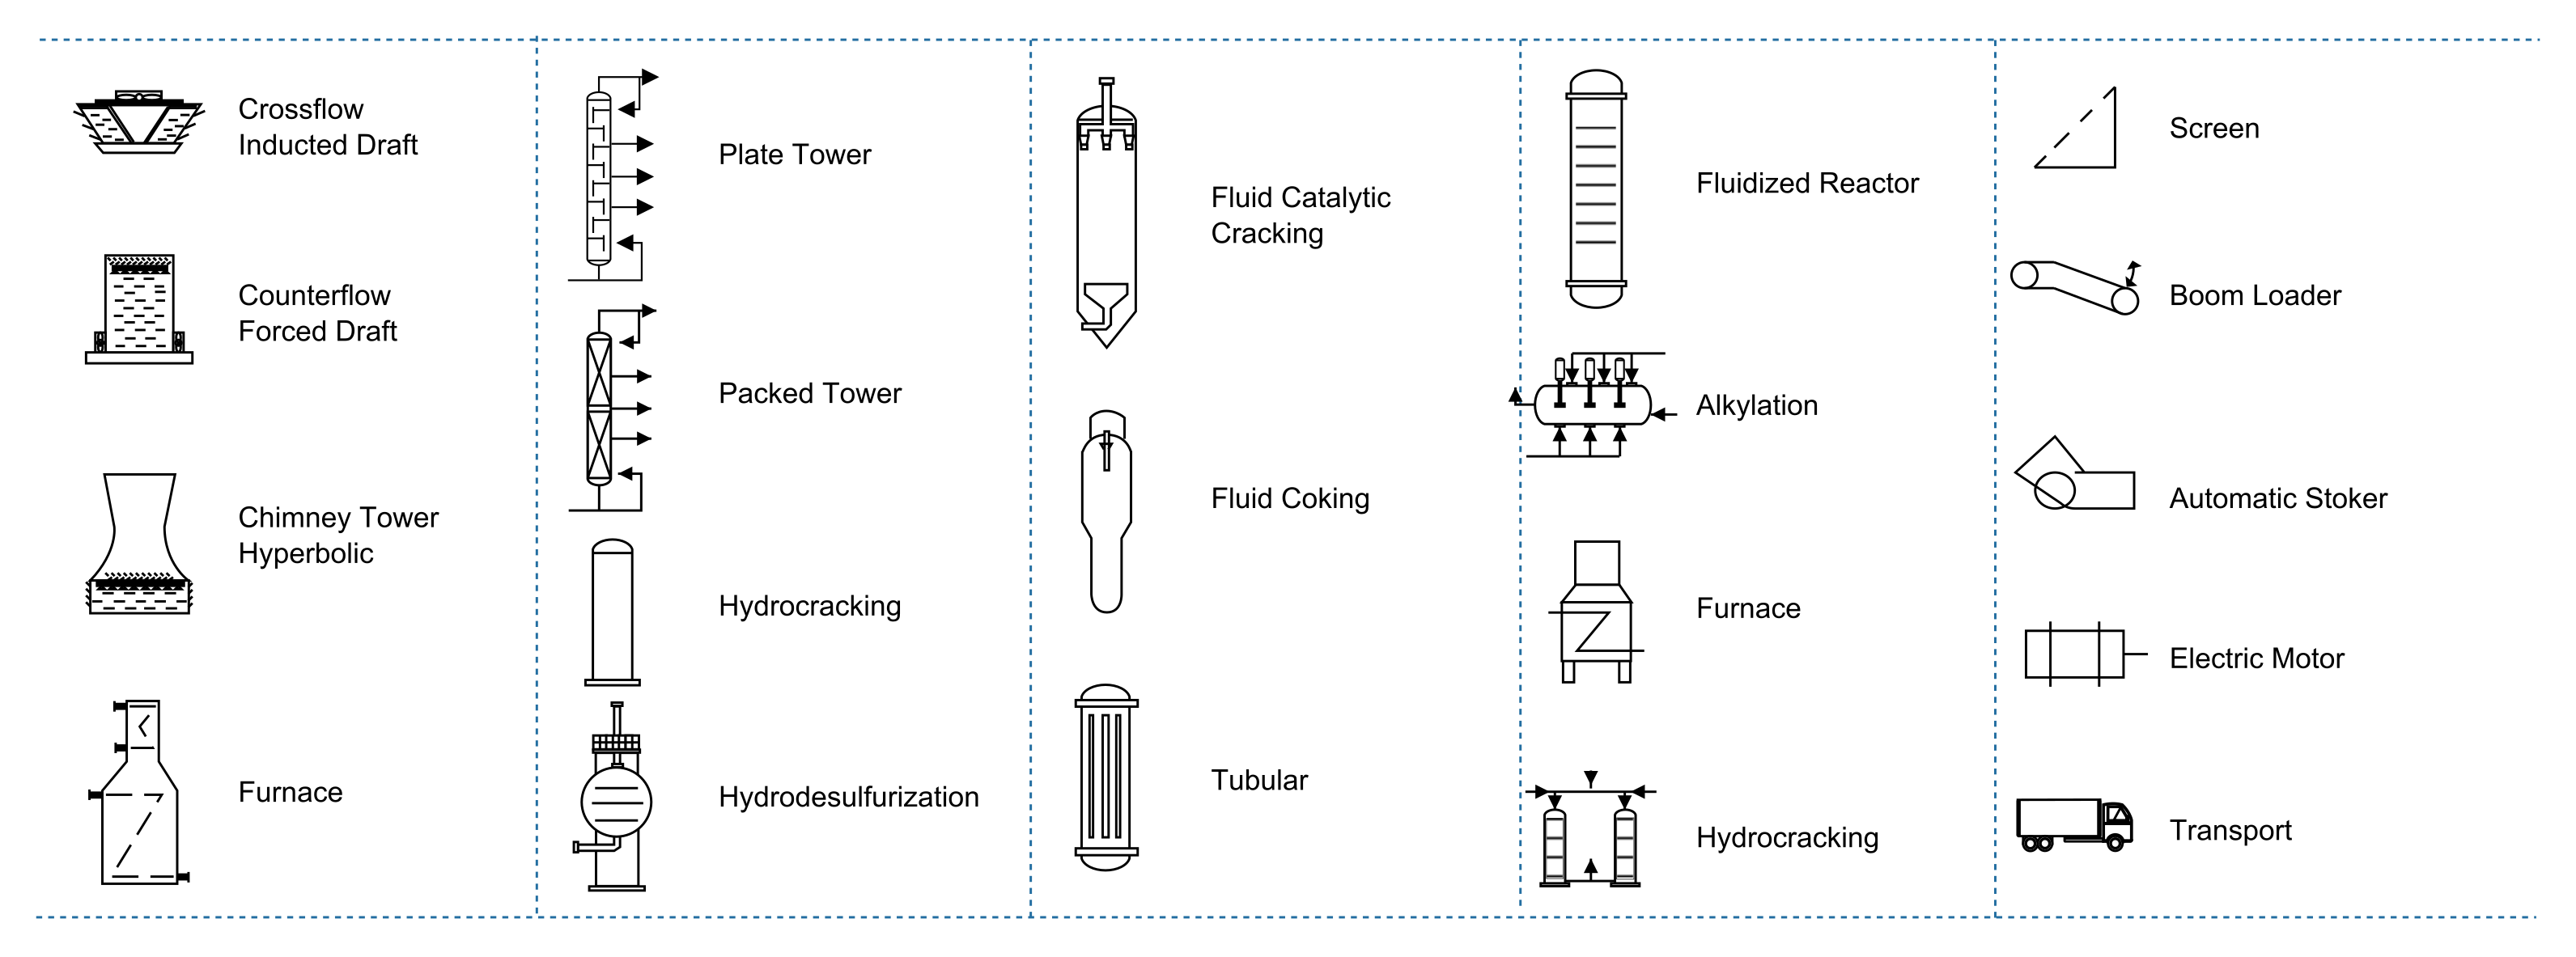 Crossflow
Inducted Draft
Counterflow
Forced Draft
Chimney Tower
Hyperbolic
Furnace
Plate Tower
Packed Tower
Hydrocracking
Hydrodesulfurization
Fluid Catalytic
Cracking
Fluid Coking
Tubular
Fluidized Reactor
Alkylation
Furnace
Hydrocracking
Screen
Boom Loader
Automatic Stoker
Electric Motor
Transport